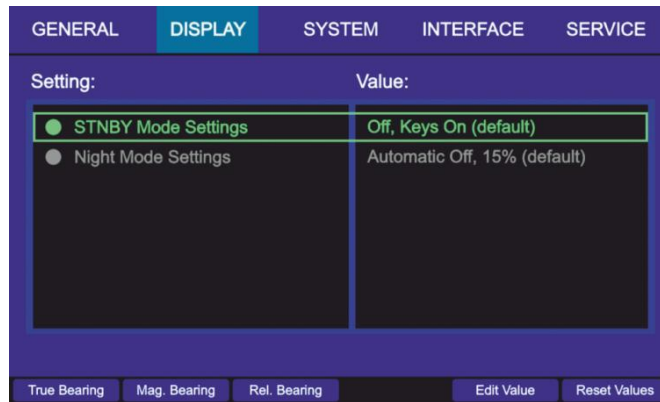 GENERAL DISPLAY SYSTEM INTERFACE SERVICE
Setting: Value:
STNBY Mode Settings Off, Keys On (default)
Night Mode Settings Automatic Off, 15% (default)
True Bearing Mag. Bearing Rel. Bearing Edit Value Reset Values